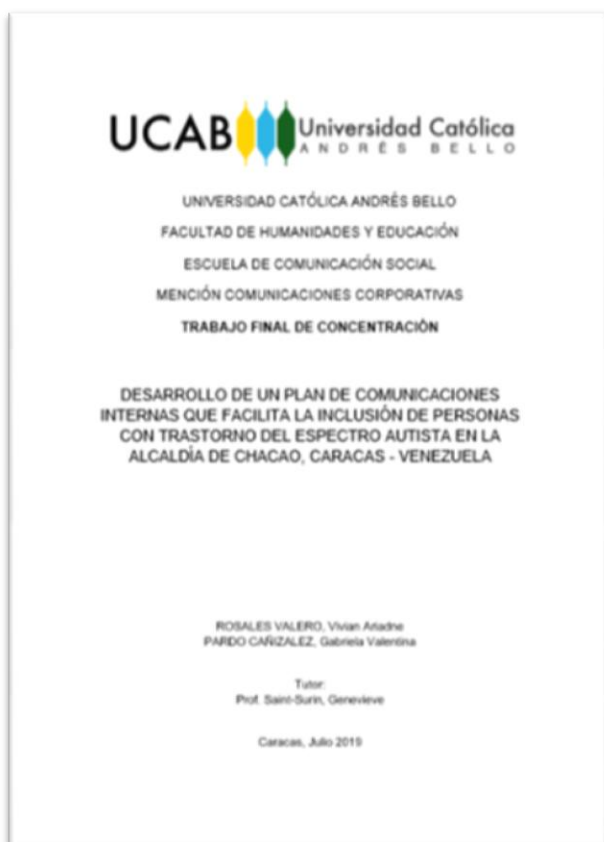 UCAB Universidad Católica
ANDRÉS BELLO
UNIVERSIDAD CATÓLICA ANDRÉS BELLO
FACULTAD DE HUMANIDADES Y EDUCACIÓN
ESCUELA DE COMUNICACIÓN SOCIAL
MENCIÓN COMUNICACIONES CORPORATIVAS
TRABAJO FINAL DE CONCENTRACIÓN
DESARROLLO DE UN PLAN DE COMUNICACIONES
INTERNAS QUE FACILITA LA INCLUSIÓN DE PERSONAS
CON TRASTORNO DEL ESPECTRO AUTISTA EN LA
ALCALDÍA DE CHACAO, CARACAS - VENEZUELA
ROSALES VALERO, Vivian Ariadne
PARDO CAÑIZALEZ, Gabriela Valentina
Tutor:
Prof. Saint-Surin, Genevieve
Caracas, Julio 2019